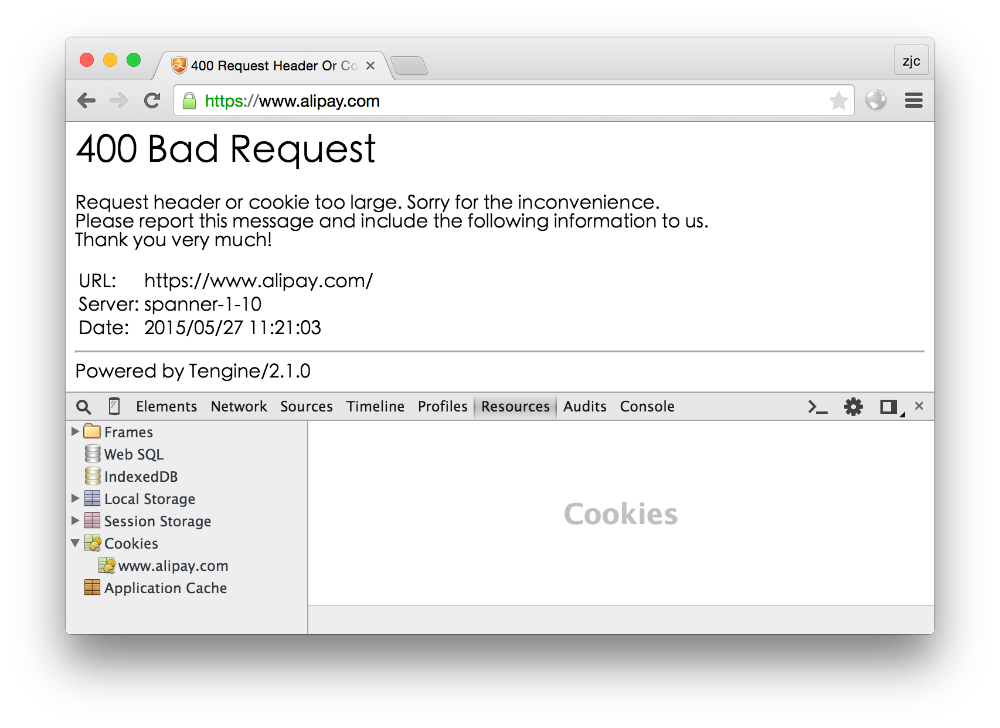 400 Request Header Or Co
zjc
https://www.alipay.com
400 Bad Request
Request header or cookie too large. Sorry for the inconvenience.
Please report this message and include the following information to us.
Thank you very much!
URL: https://www.alipay.com/
Server: spanner-1-10
Date: 2015/05/27 11:21:03
Powered by Tengine/2.1.0
Elements Network Sources Timeline Profiles Resources Audits Console
Frames
Web SQL
IndexedDB
Local Storage
Session Storage
Cookies
www.alipay.com
Application Cache
Cookies